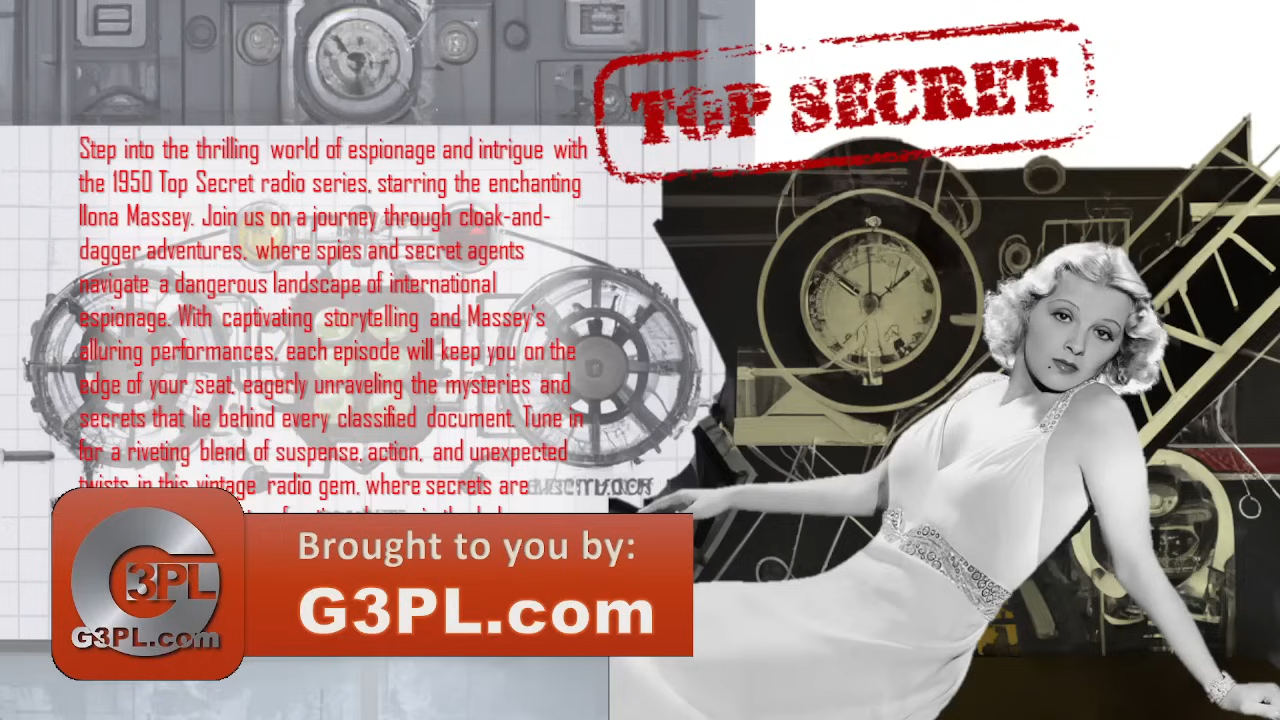 TOP SECRET
Step into the thrilling world of espionage and intrigue with
the 1950 Top Secret radio series, starring the enchanting
Ilona Massey. Join us on a journey through cloak-and-
dagger adventures, where spies and secret agents
navigate a dangerous landscape of international
espionage. With captivating storytelling and Massey's
alluring performances, each episode will keep you on the
edge of your seat, eagerly unraveling the mysteries and
secrets that lie behind every classified document. Tune in
for a riveting blend of suspense, action, and unexpected
twists in this vintage radio gem, where secrets are
Brought to you by:
G3PL.com
3PL
G3PL.com